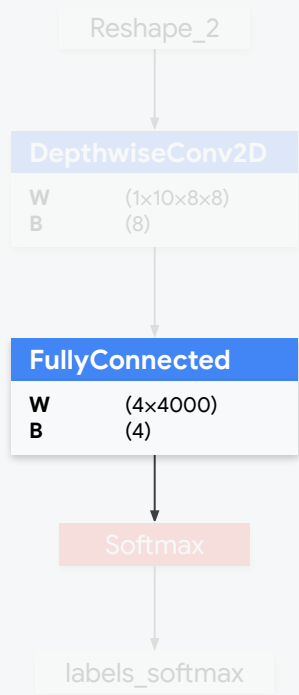 Reshape_2
DepthwiseConv2D
W (1×10×8×8)
B (8)
FullyConnected
W (4×4000)
B (4)
Softmax
labels_softmax